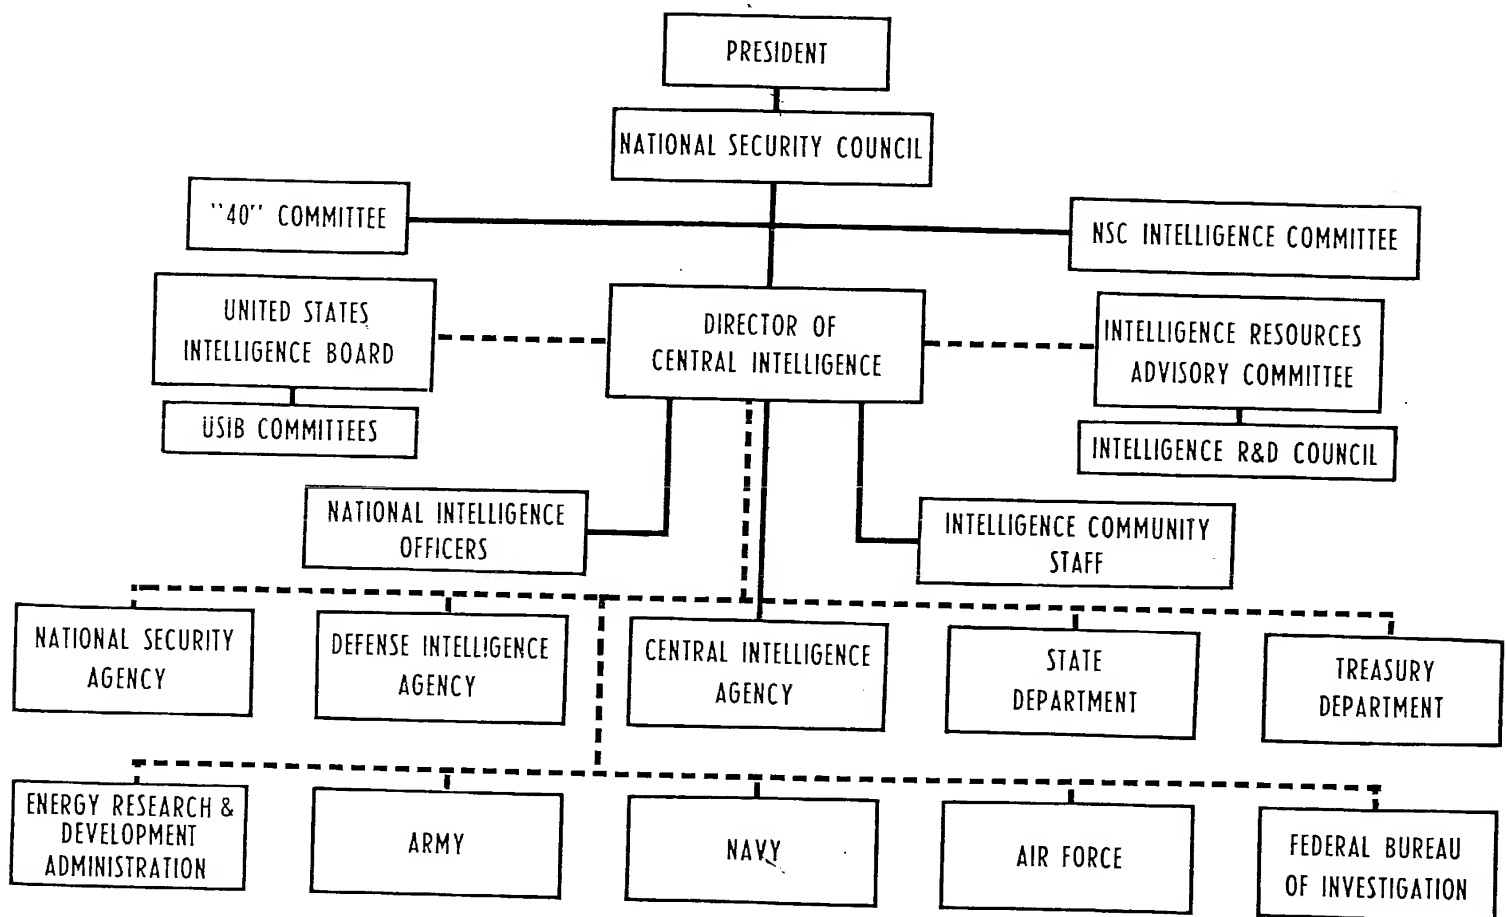 PRESIDENT
NATIONAL SECURITY COUNCIL
"40" COMMITTEE
NSC INTELLIGENCE COMMITTEE
UNITED STATES
INTELLIGENCE BOARD
DIRECTOR OF
CENTRAL INTELLIGENCE
INTELLIGENCE RESOURCES
ADVISORY COMMITTEE
USIB COMMITTEES
INTELLIGENCE R&D COUNCIL
NATIONAL INTELLIGENCE
OFFICERS
INTELLIGENCE COMMUNITY
STAFF
NATIONAL SECURITY
AGENCY
DEFENSE INTELLIGENCE
AGENCY
CENTRAL INTELLIGENCE
AGENCY
STATE
DEPARTMENT
TREASURY
DEPARTMENT
ENERGY RESEARCH &
DEVELOPMENT
ADMINISTRATION
ARMY
NAVY
AIR FORCE
FEDERAL BUREAU
OF INVESTIGATION